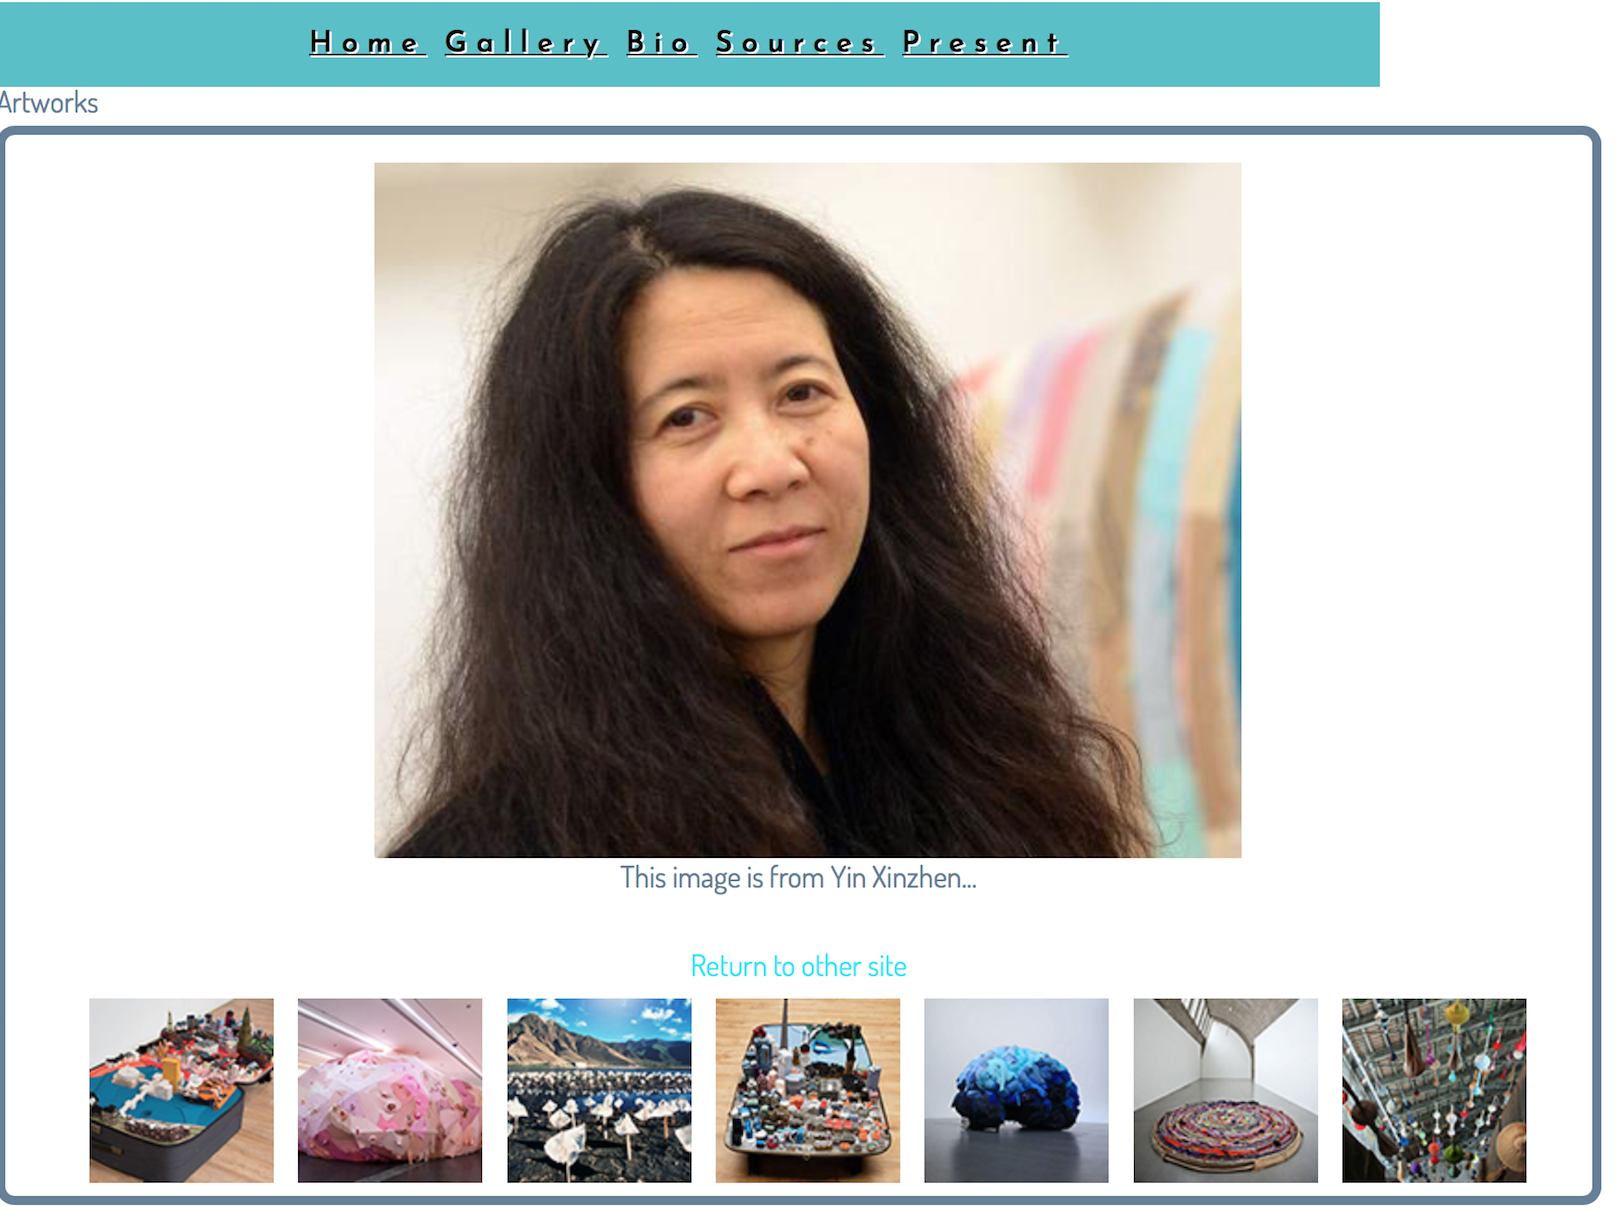 Home Gallery Bio Sources Present
Artworks
This image is from Yin Xinzhen...
Return to other site